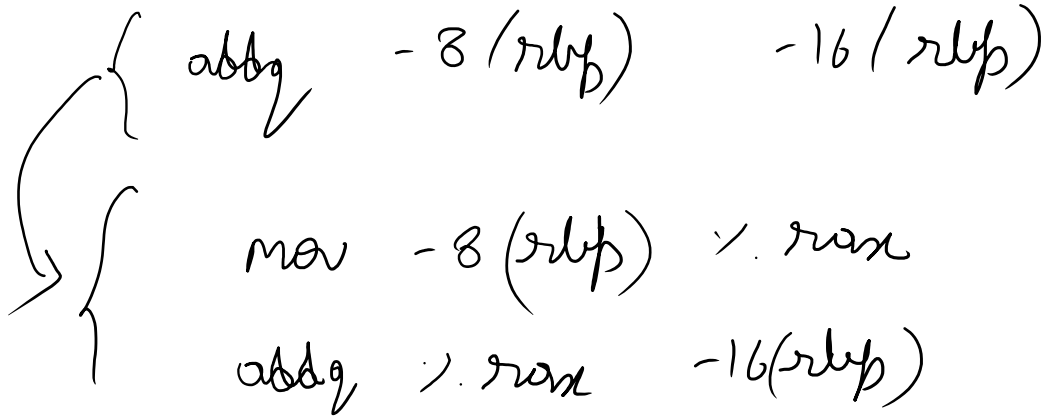 addq -8(rbp) -16(rbp)
mov -8(rbp) %rax
addq %rax -16(rbp)